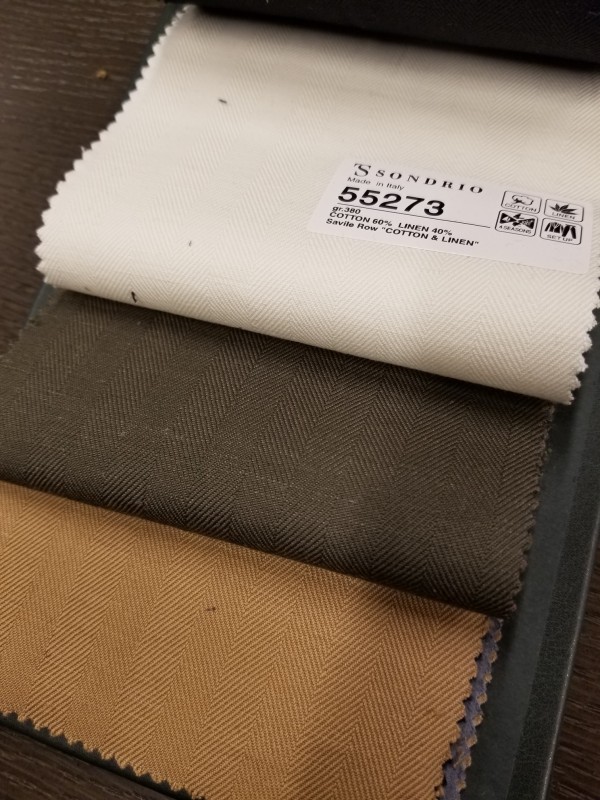 TS SONDRIO
Made in Italy
55273
gr.380
COTTON 60% LINEN 40%
Savile Row "COTTON & LINEN"
COTTON
LINEN
4 SEASONS
SET UP